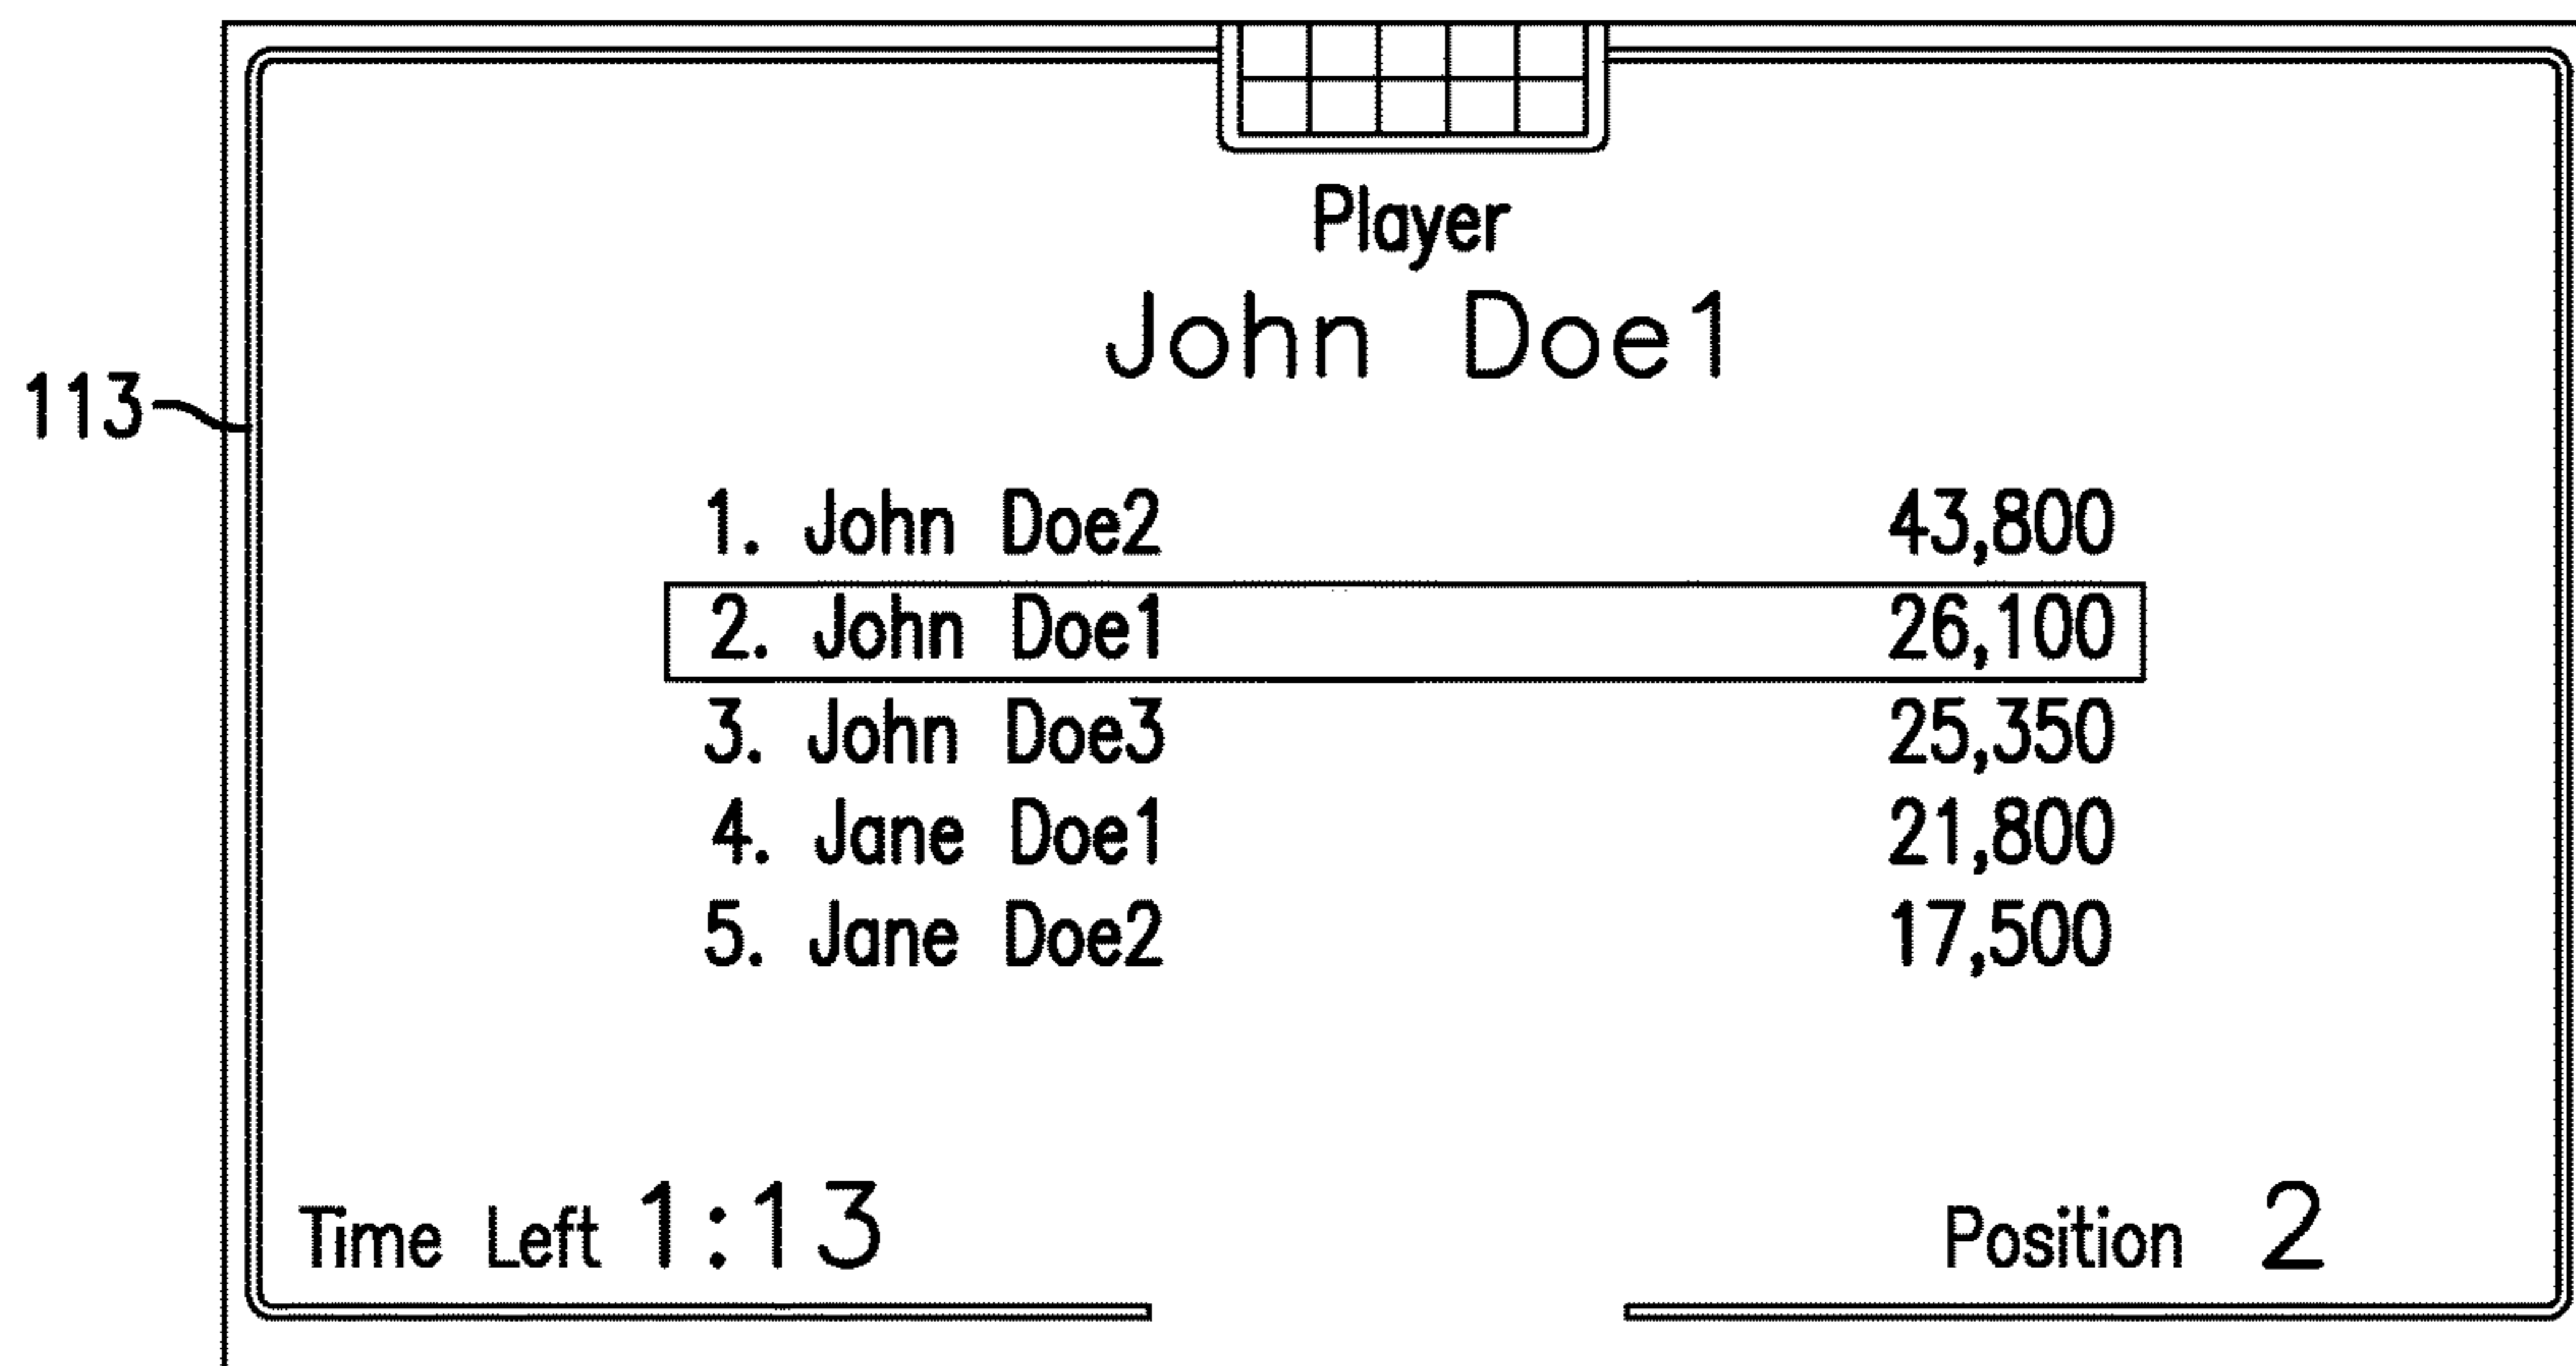 Player
John Doe1
113
1. John Doe2 43,800
2. John Doe1 26,100
3. John Doe3 25,350
4. Jane Doe1 21,800
5. Jane Doe2 17,500
Time Left 1:13 Position 2